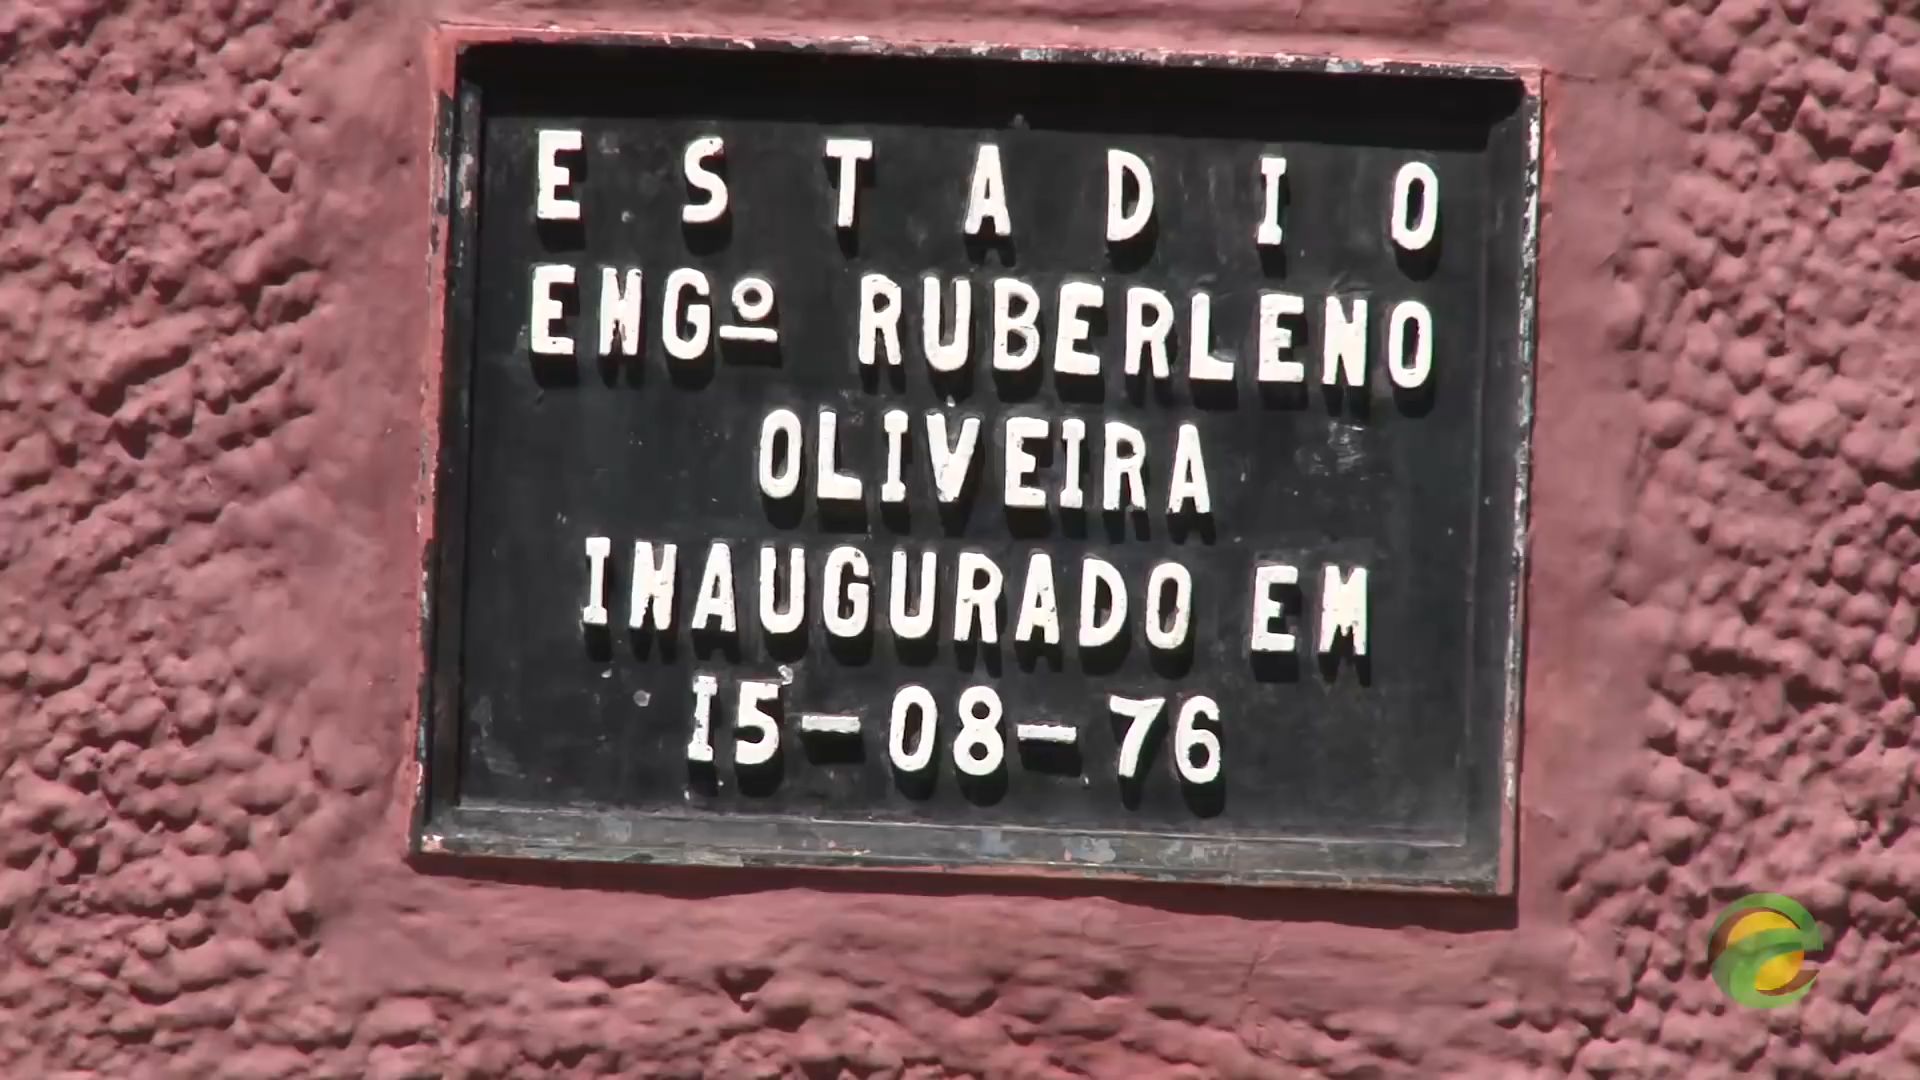 ESTADIO
ENGº RUBERLENO
OLIVEIRA
INAUGURADO EM
15-08-76